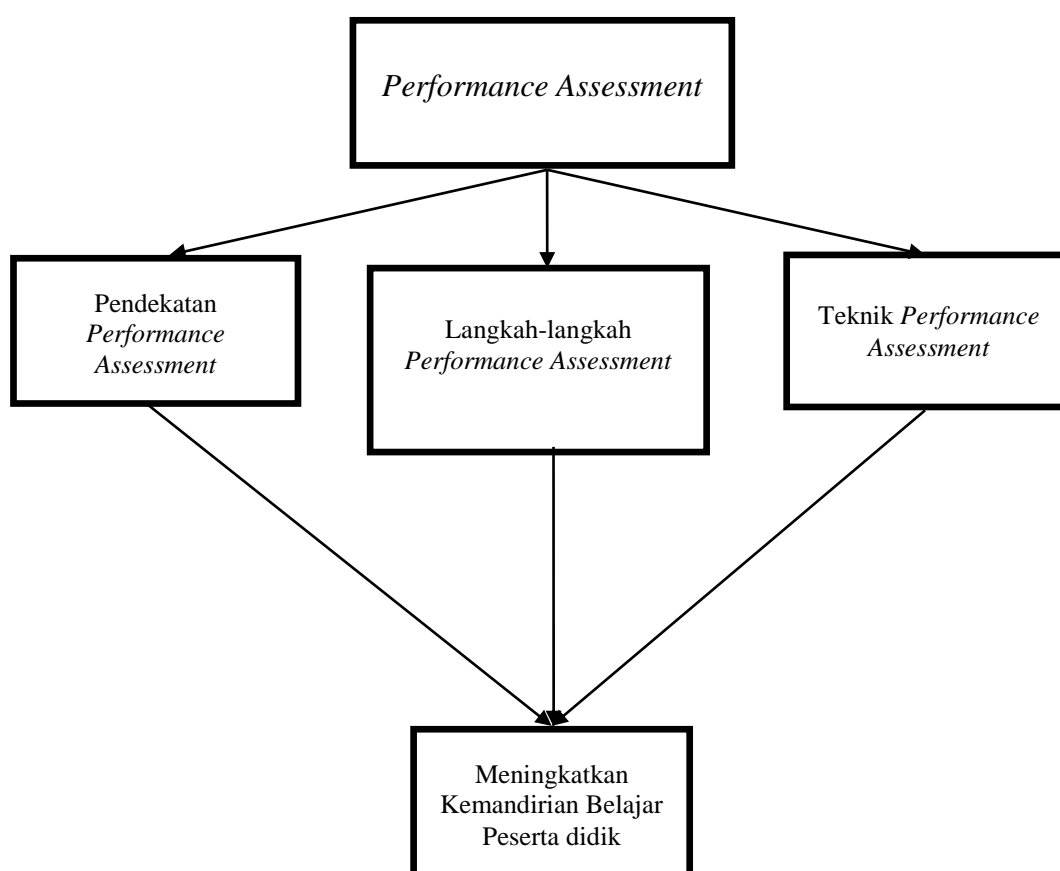 Performance Assessment
Pendekatan
Performance
Assessment
Langkah-langkah
Performance Assessment
Teknik Performance
Assessment
Meningkatkan
Kemandirian Belajar
Peserta didik